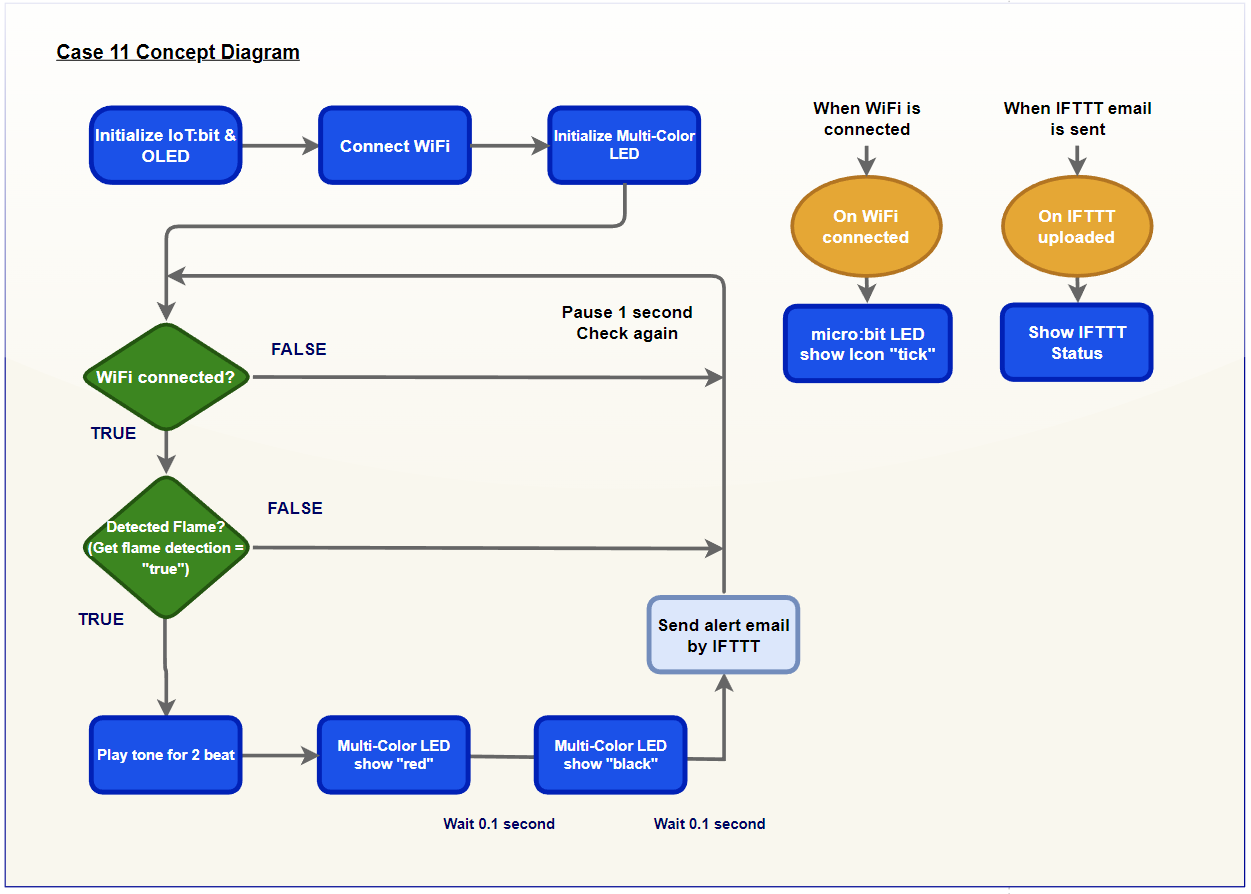 Case 11 Concept Diagram
Initialize IoT:bit &
OLED
Connect WiFi
Initialize Multi-Color
LED
When WiFi is
connected
When IFTTT email
is sent
On WiFi
connected
On IFTTT
uploaded
micro:bit LED
show Icon "tick"
Show IFTTT
Status
Pause 1 second
Check again
WiFi connected?
FALSE
TRUE
Detected Flame?
(Get flame detection =
"true")
FALSE
TRUE
Send alert email
by IFTTT
Play tone for 2 beat
Multi-Color LED
show "red"
Multi-Color LED
show "black"
Wait 0.1 second
Wait 0.1 second